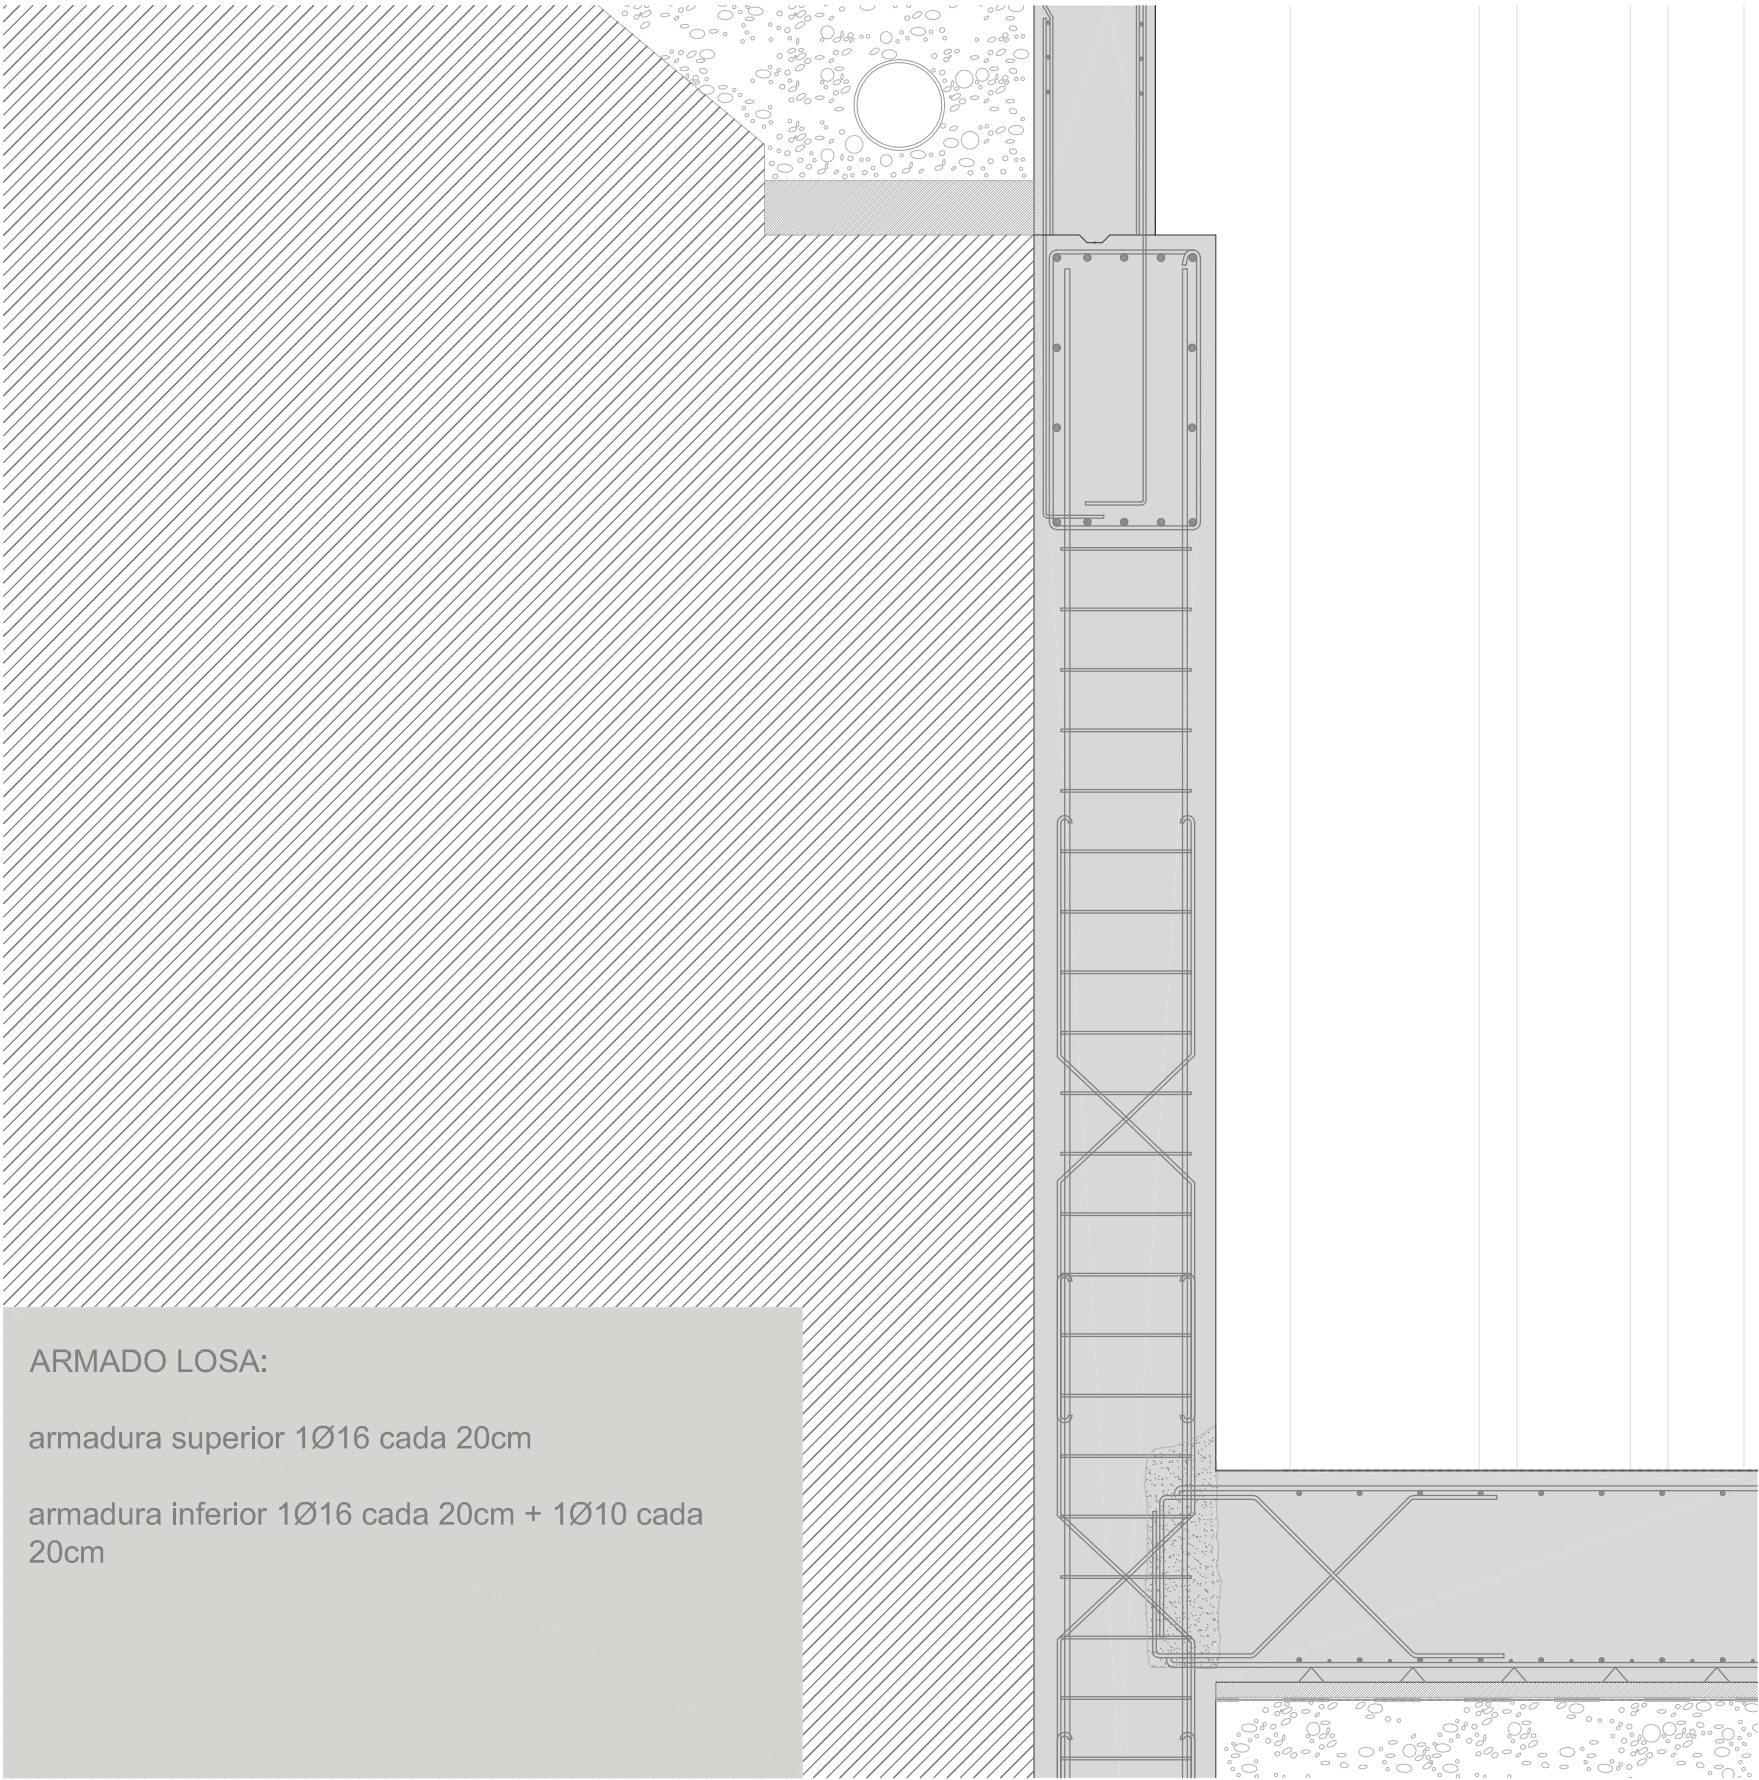 ARMADO LOSA:
armadura superior 1Ø16 cada 20cm
armadura inferior 1Ø16 cada 20cm + 1Ø10 cada
20cm